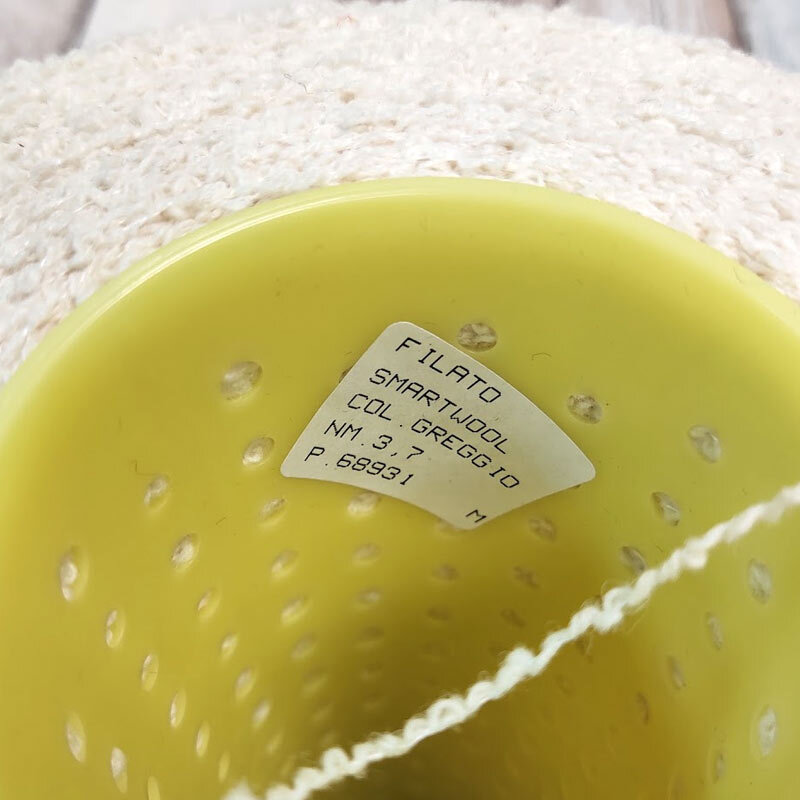 FILATO
SMARTWOOL
COL.GREGGIO
NM.3,7
P.68931
M